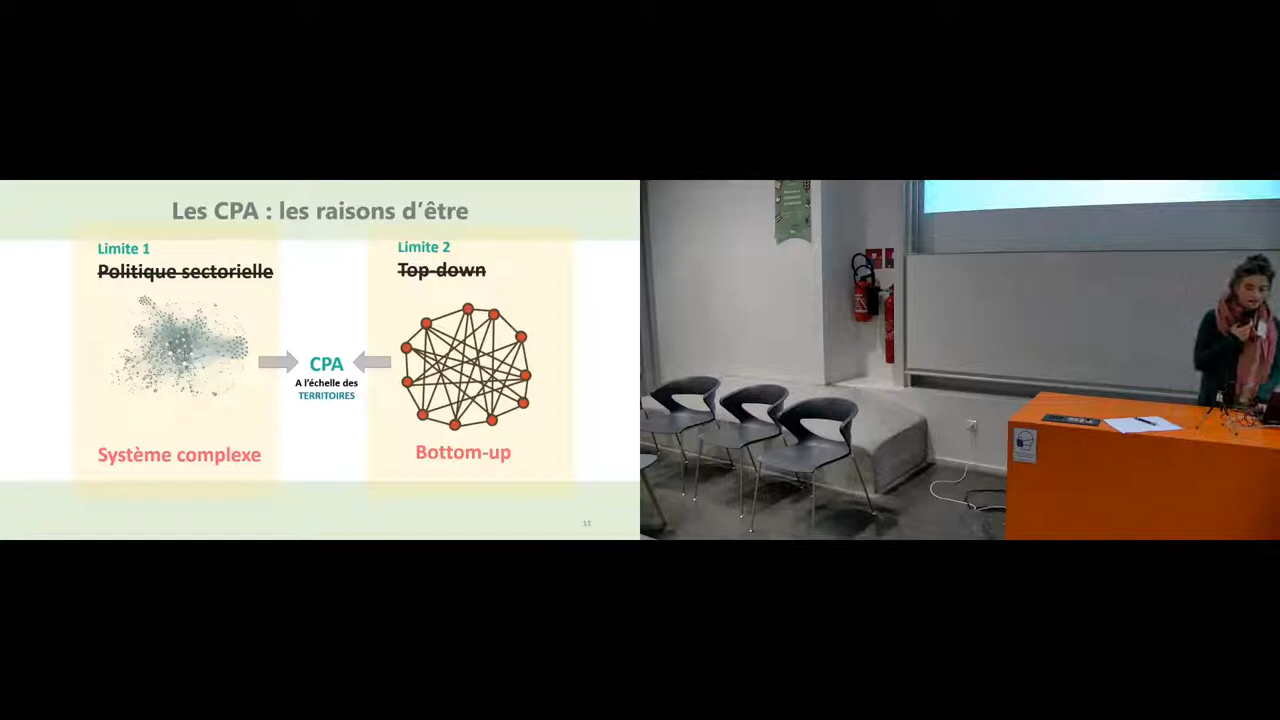 Les CPA : les raisons d'être
Limite 1
Politique sectorielle
Limite 2
Top-down
CPA
A l'échelle des
TERRITOIRES
Système complexe
Bottom-up
11